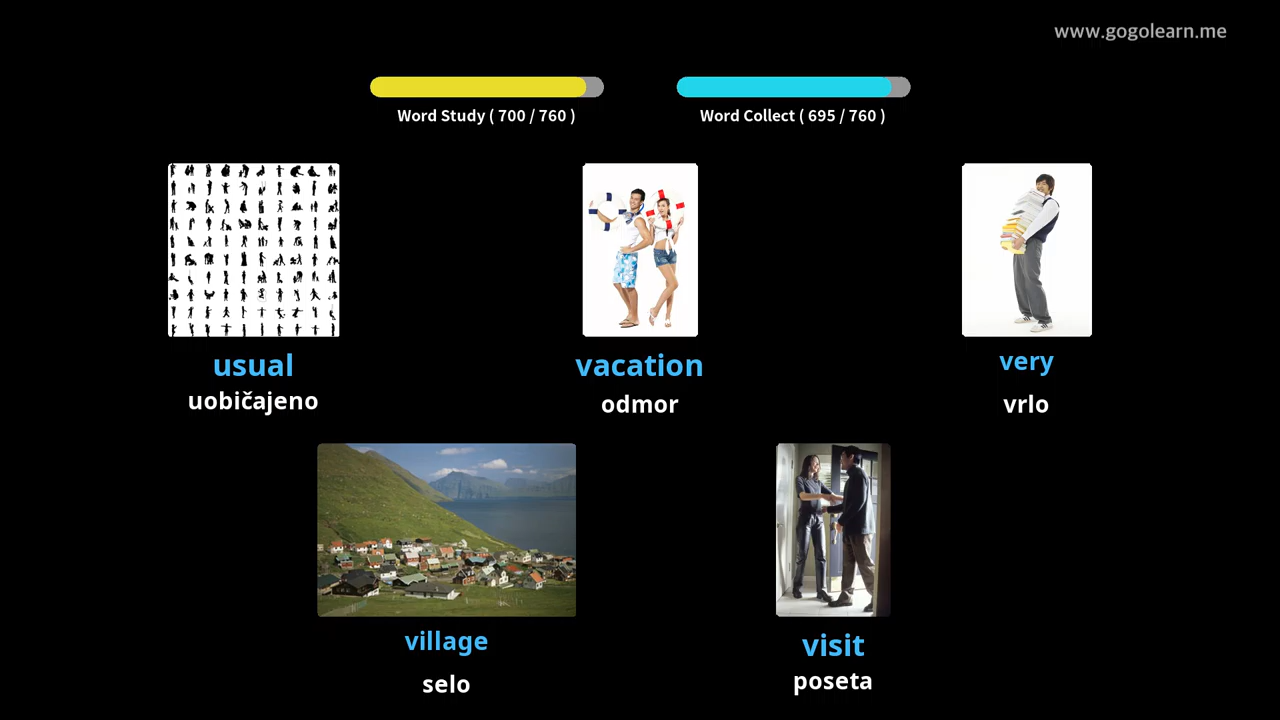 www.gogolearn.me
Word Study ( 700 / 760 )
Word Collect ( 695 / 760 )
usual
uobičajeno
vacation
odmor
very
vrlo
village
selo
visit
poseta